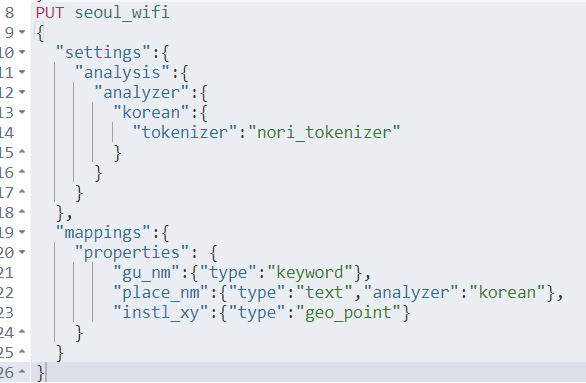 8 PUT seoul_wifi
9 {
10 "settings":{
11 "analysis":{
12 "analyzer":{
13 "korean":{
14 "tokenizer":"nori_tokenizer"
15 }
16 }
17 }
18 },
19 "mappings":{
20 "properties": {
21 "gu_nm":{"type":"keyword"},
22 "place_nm":{"type":"text","analyzer":"korean"},
23 "instl_xy":{"type":"geo_point"}
24 }
25 }
26 }